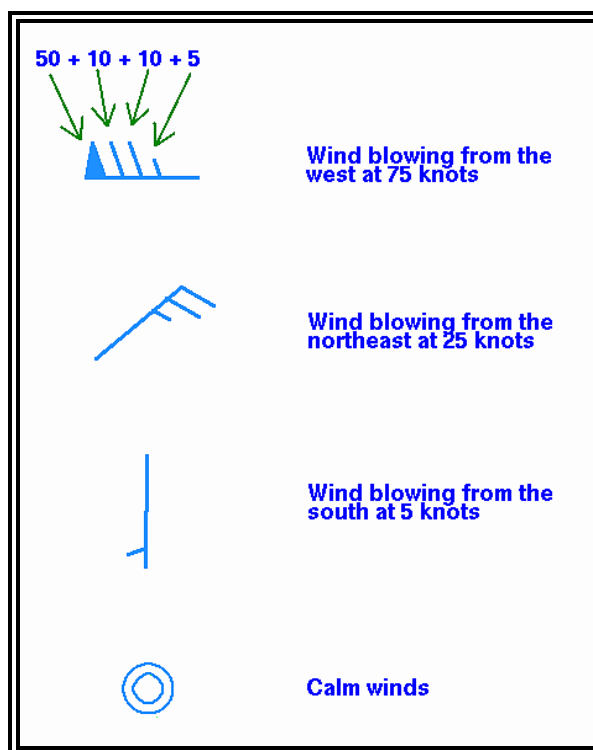 50 + 10 + 10 + 5
Wind blowing from the
west at 75 knots
Wind blowing from the
northeast at 25 knots
Wind blowing from the
south at 5 knots
Calm winds